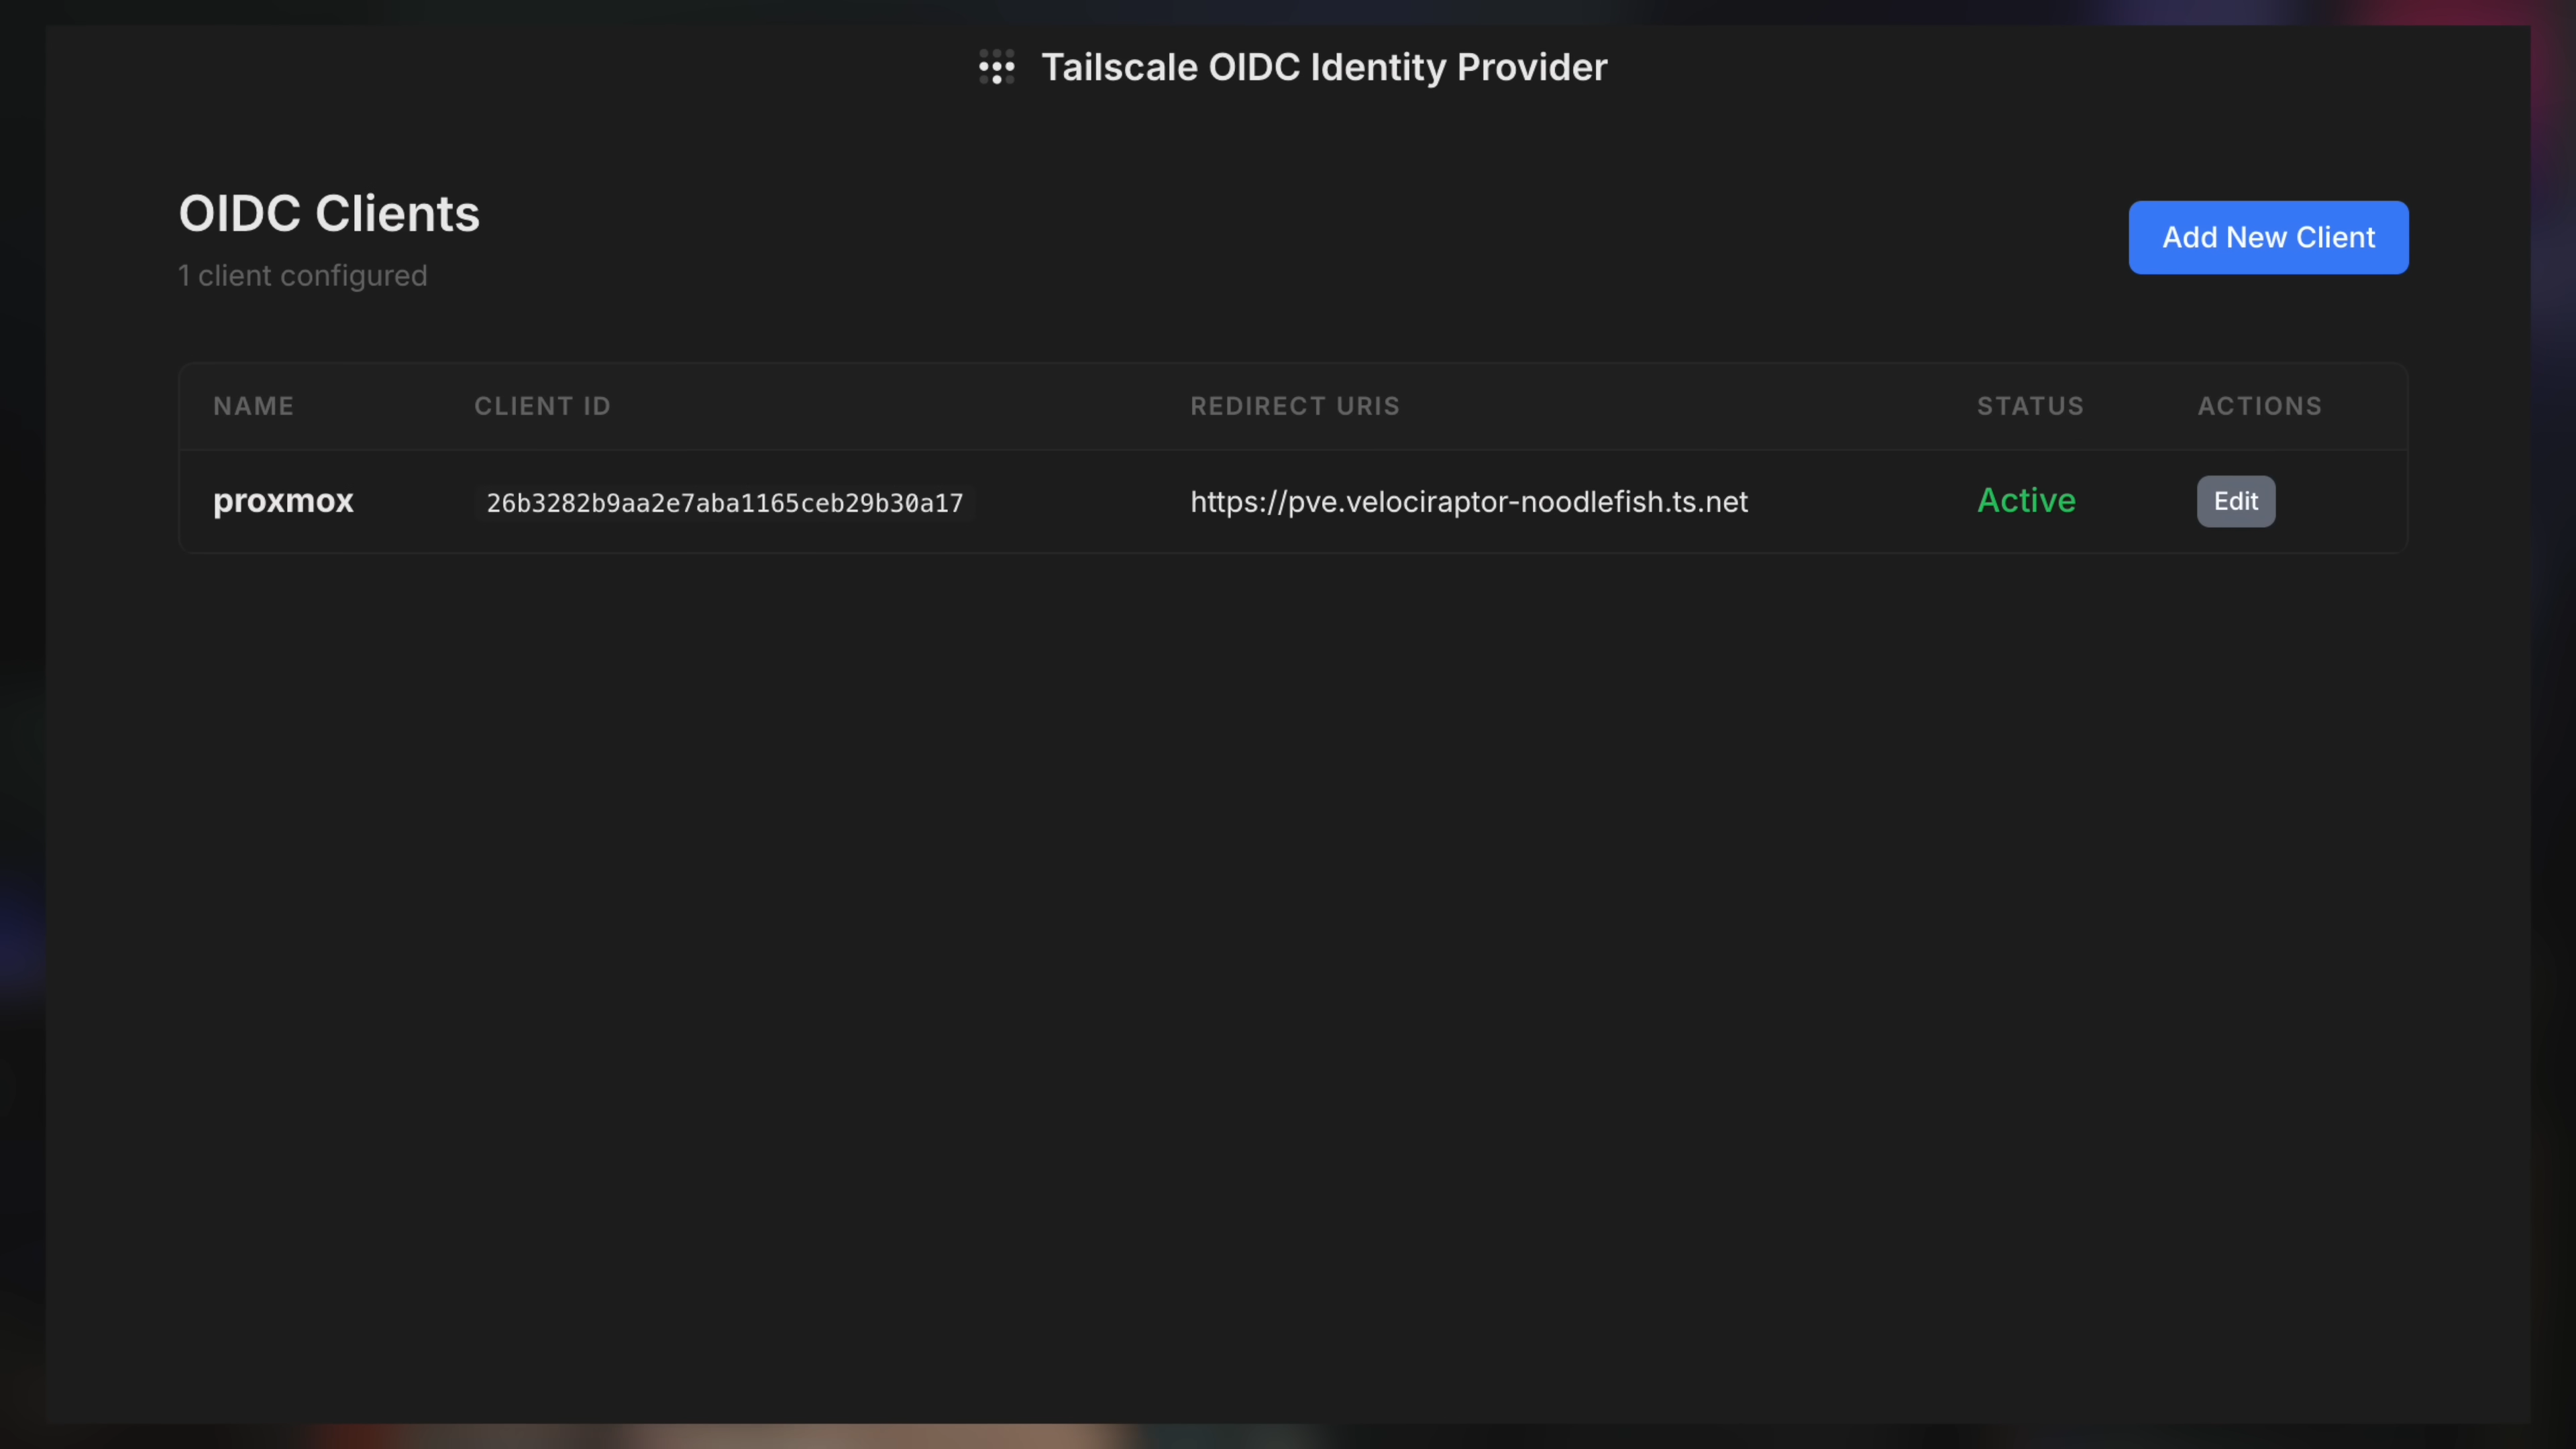 Tailscale OIDC Identity Provider
OIDC Clients
1 client configured
Add New Client
NAME CLIENT ID REDIRECT URIS STATUS ACTIONS
proxmox 26b3282b9aa2e7aba1165ceb29b30a17 https://pve.velociraptor-noodlefish.ts.net Active Edit